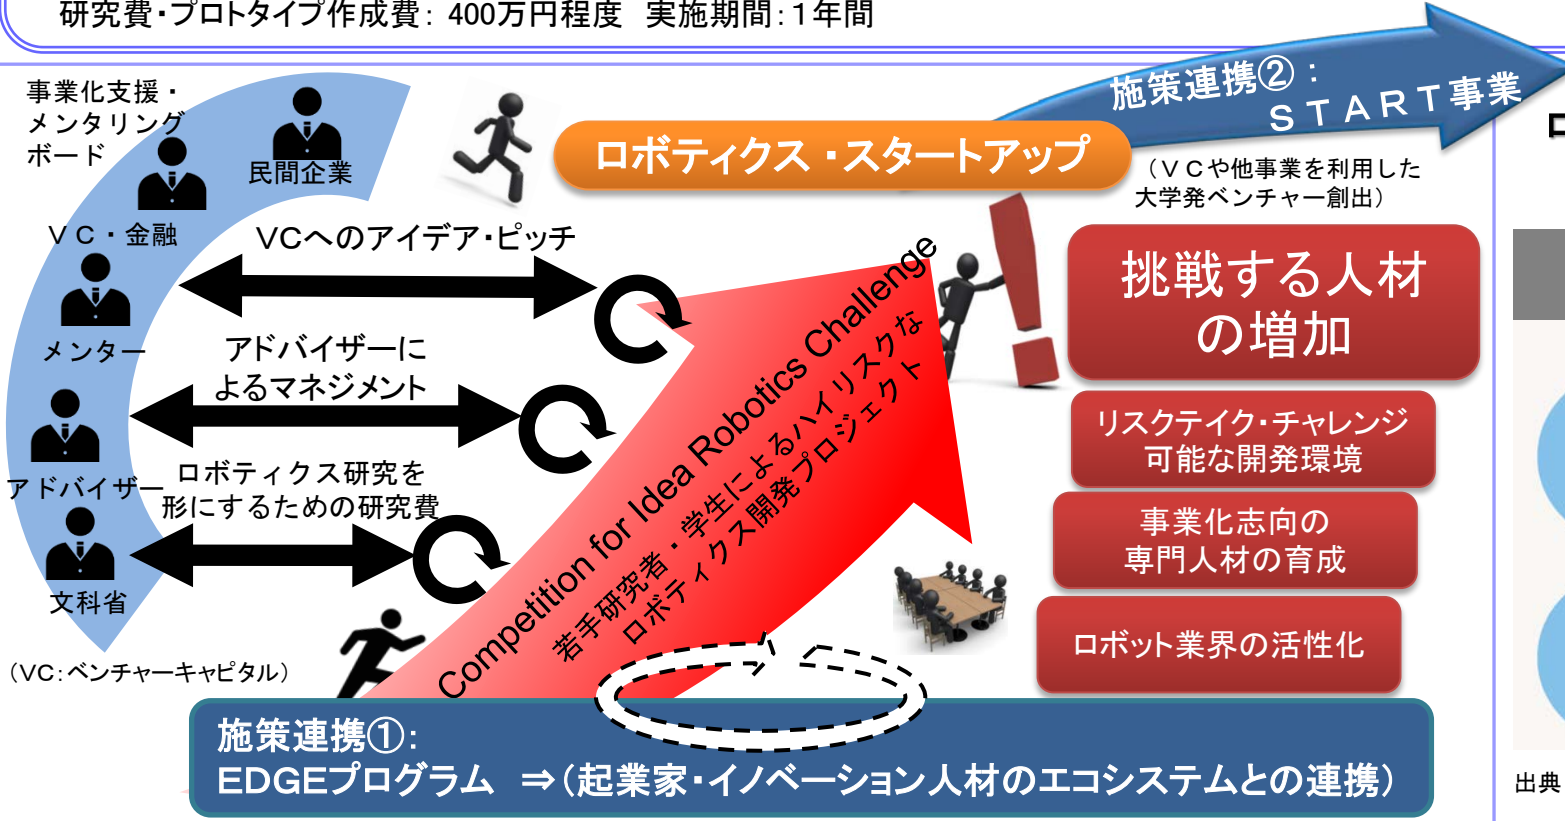 研究費・プロトタイプ作成費： 400万円程度　実施期間：１年間
事業化支援・
メンタリング
ボード
民間企業
ＶＣ・金融
メンター
アドバイザー
文科省
（VC：ベンチャーキャピタル）
ロボティクス・スタートアップ
施策連携②：
ＳＴＡＲＴ事業
（ＶＣや他事業を利用した
大学発ベンチャー創出）
VCへのアイデア・ピッチ
アドバイザーに
よるマネジメント
ロボティクス研究を
形にするための研究費
Competition for Idea Robotics Challenge
若手研究者・学生によるハイリスクな
ロボティクス開発プロジェクト
挑戦する人材
の増加
リスクテイク・チャレンジ
可能な開発環境
事業化志向の
専門人材の育成
ロボット業界の活性化
施策連携①：
EDGEプログラム　⇒（起業家・イノベーション人材のエコシステムとの連携）
出典